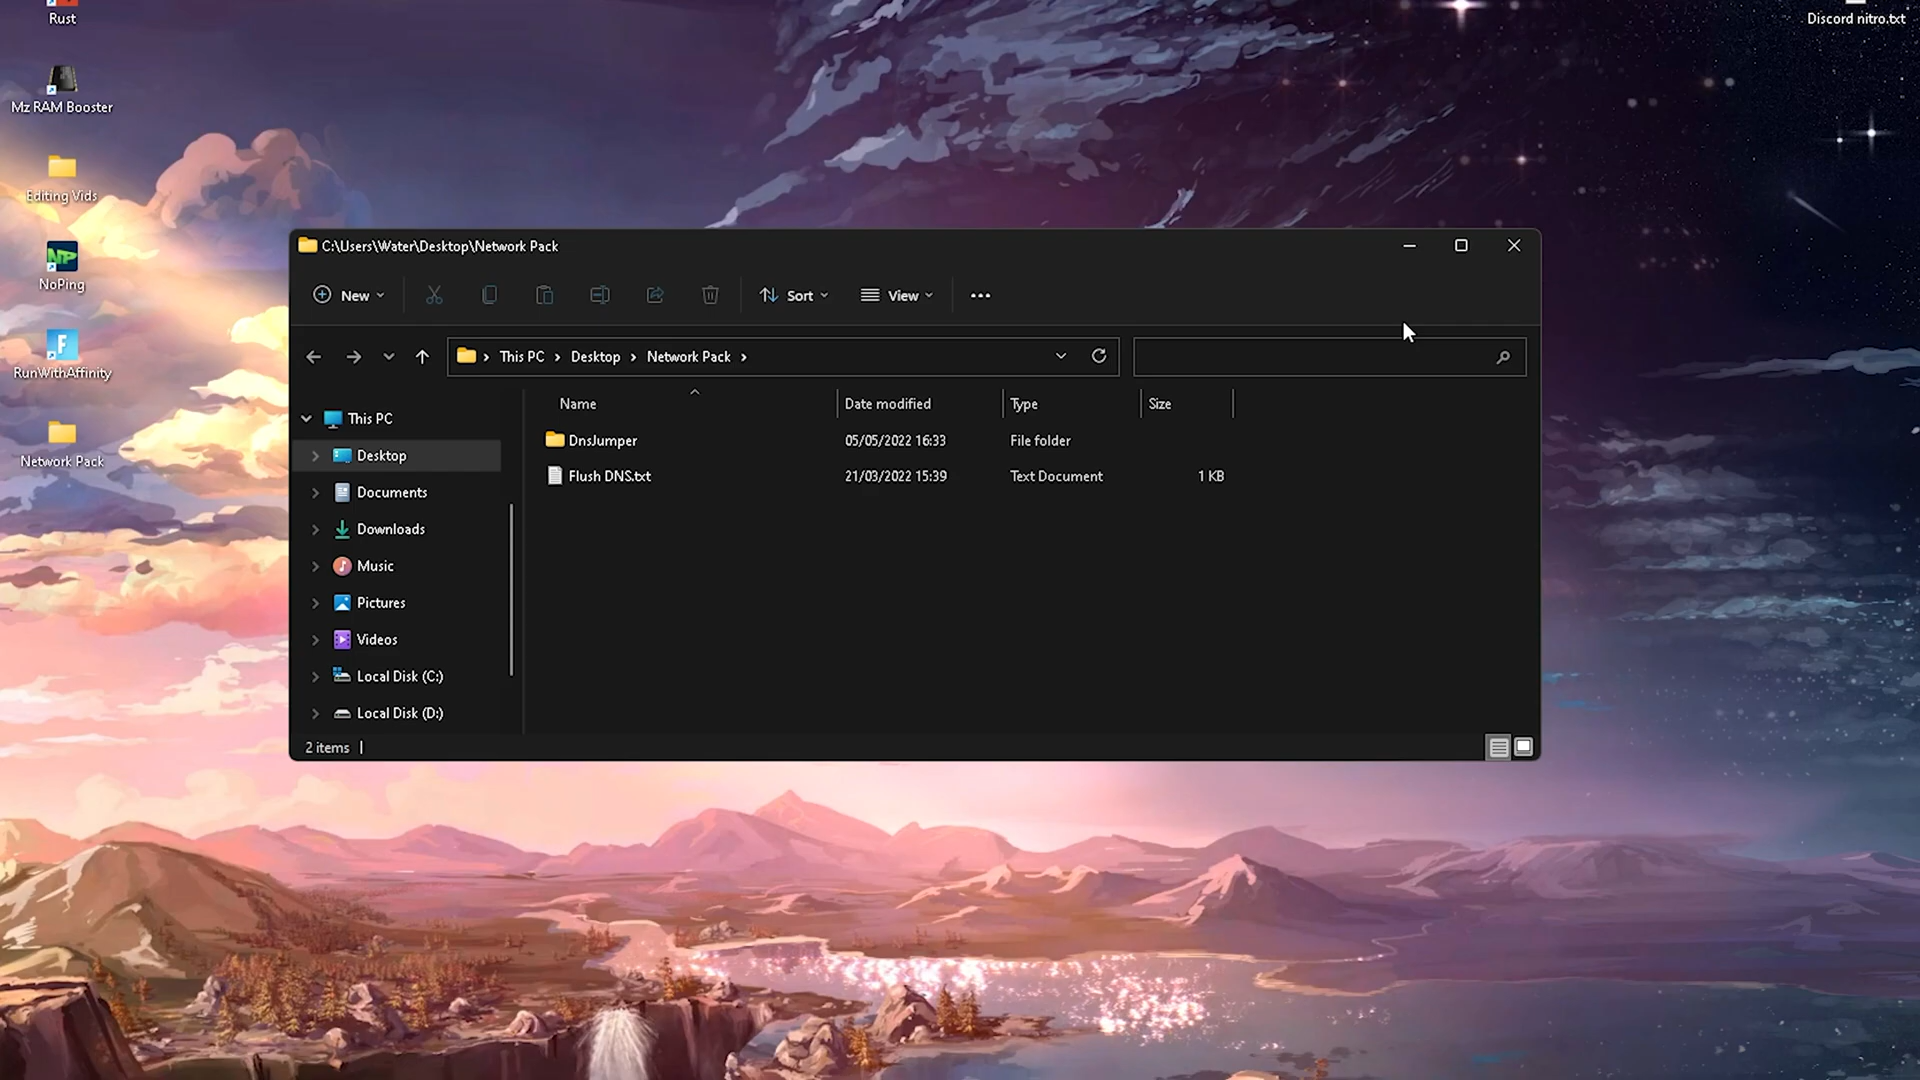 Rust
Discord nitro.txt
Mz RAM Booster
Editing Vids
NP
NoPing
F
RunWithAffinity
Network Pack
C:\Users\Water\Desktop\Network Pack
New
Sort
View
This PC
Desktop
Network Pack
Name
Date modified
Type
Size
DnsJumper
05/05/2022 16:33
File folder
Flush DNS.txt
21/03/2022 15:39
Text Document
1 KB
This PC
Desktop
Documents
Downloads
Music
Pictures
Videos
Local Disk (C:)
Local Disk (D:)
2 items